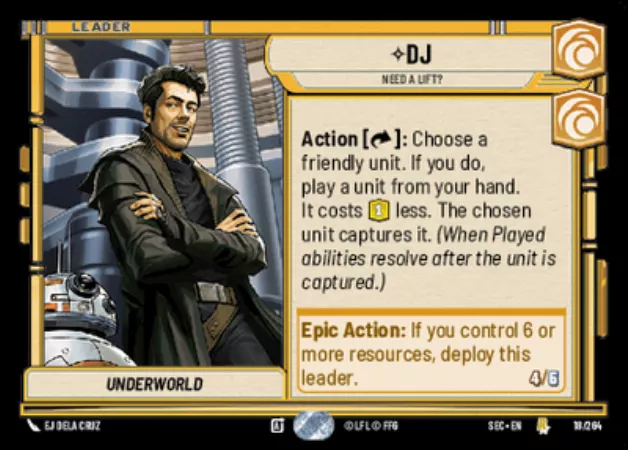 LEADER
DJ
NEED A LIFT?
Action [ ]: Choose a
friendly unit. If you do,
play a unit from your hand.
It costs 1 less. The chosen
unit captures it. (When Played
abilities resolve after the unit is
captured.)
Epic Action: If you control 6 or
more resources, deploy this
leader.
4/6
UNDERWORLD
EJ DELA CRUZ
©LFL ©FFG
SEC•EN
18/264